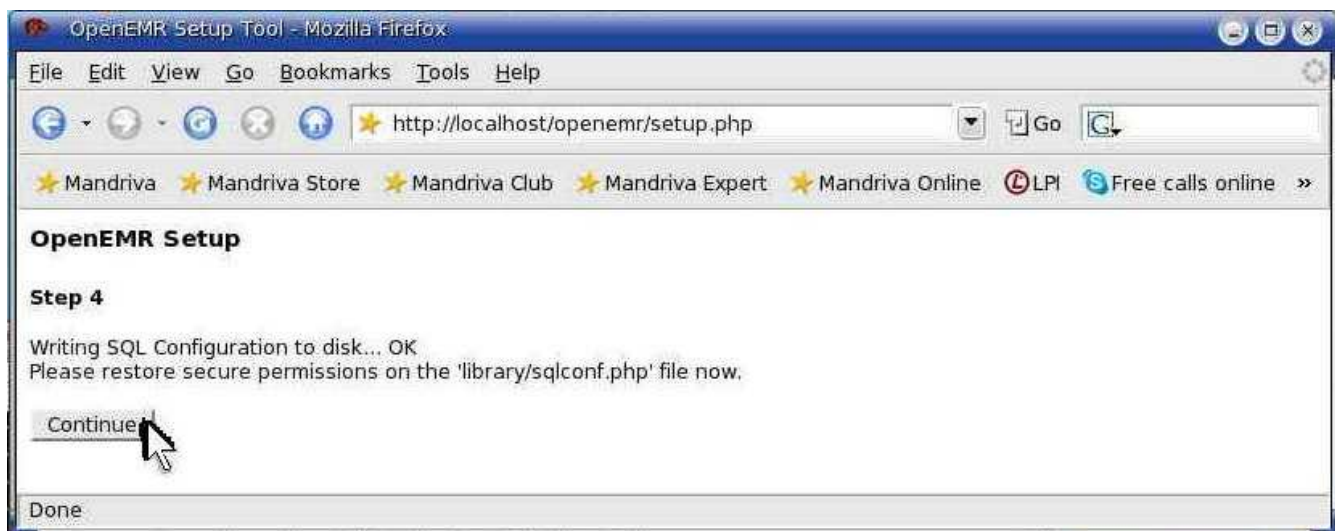 OpenEMR Setup Tool - Mozilla Firefox
File Edit View Go Bookmarks Tools Help
http://localhost/openemr/setup.php Go G
Mandriva Mandriva Store Mandriva Club Mandriva Expert Mandriva Online LPI Free calls online »
OpenEMR Setup
Step 4
Writing SQL Configuration to disk... OK
Please restore secure permissions on the 'library/sqlconf.php' file now.
Continue
Done